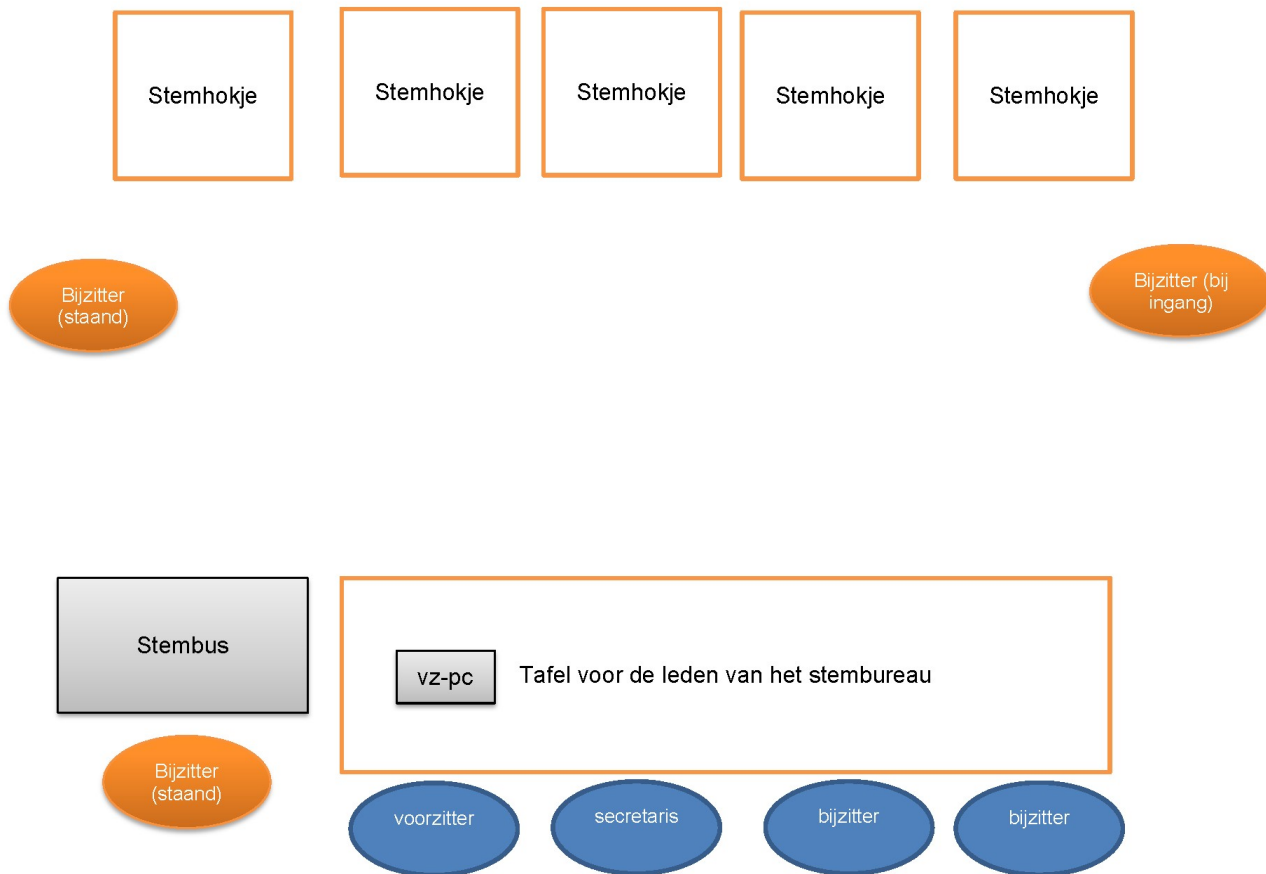 Stemhokje
Stemhokje
Stemhokje
Stemhokje
Stemhokje
Bijzitter
(staand)
Bijzitter (bij
ingang)
Stembus
vz-pc
Tafel voor de leden van het stembureau
Bijzitter
(staand)
voorzitter
secretaris
bijzitter
bijzitter